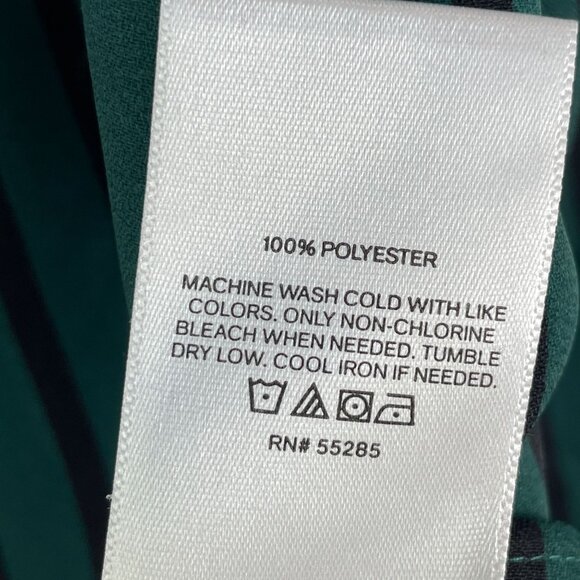 100% POLYESTER
MACHINE WASH COLD WITH LIKE
COLORS. ONLY NON-CHLORINE
BLEACH WHEN NEEDED. TUMBLE
DRY LOW. COOL IRON IF NEEDED.
RN# 55285